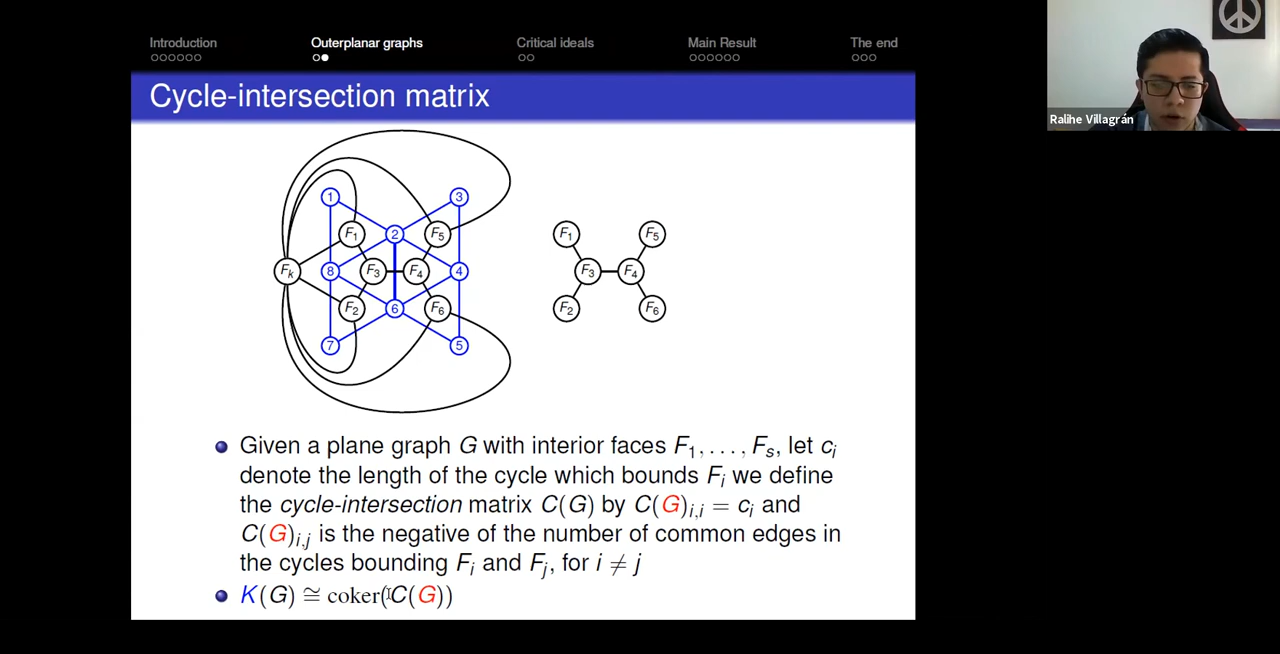 Introduction Outerplanar graphs Critical ideals Main Result The end
Cycle-intersection matrix
Ralihe Villagrán
1 3
F1 2 F5 F1 F5
Fk 8 F3 F4 4 F3 F4
F2 6 F6 F2 F6
7 5
Given a plane graph G with interior faces F₁, . . . , Fₛ, let cᵢ
denote the length of the cycle which bounds Fᵢ we define
the cycle-intersection matrix C(G) by C(G)ᵢ,ᵢ = cᵢ and
C(G)ᵢ,ⱼ is the negative of the number of common edges in
the cycles bounding Fᵢ and Fⱼ, for i ≠ j
K(G) ≅ coker(C(G))